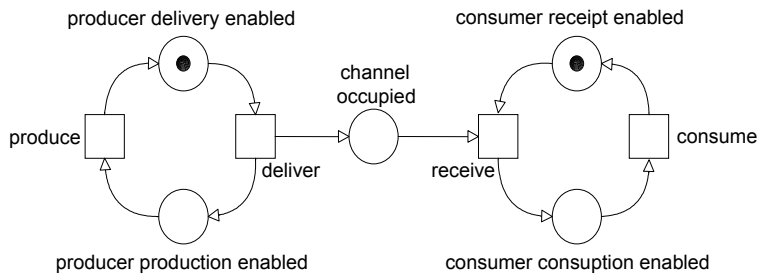 producer delivery enabled
consumer receipt enabled
channel
occupied
produce
deliver
receive
consume
producer production enabled
consumer consuption enabled